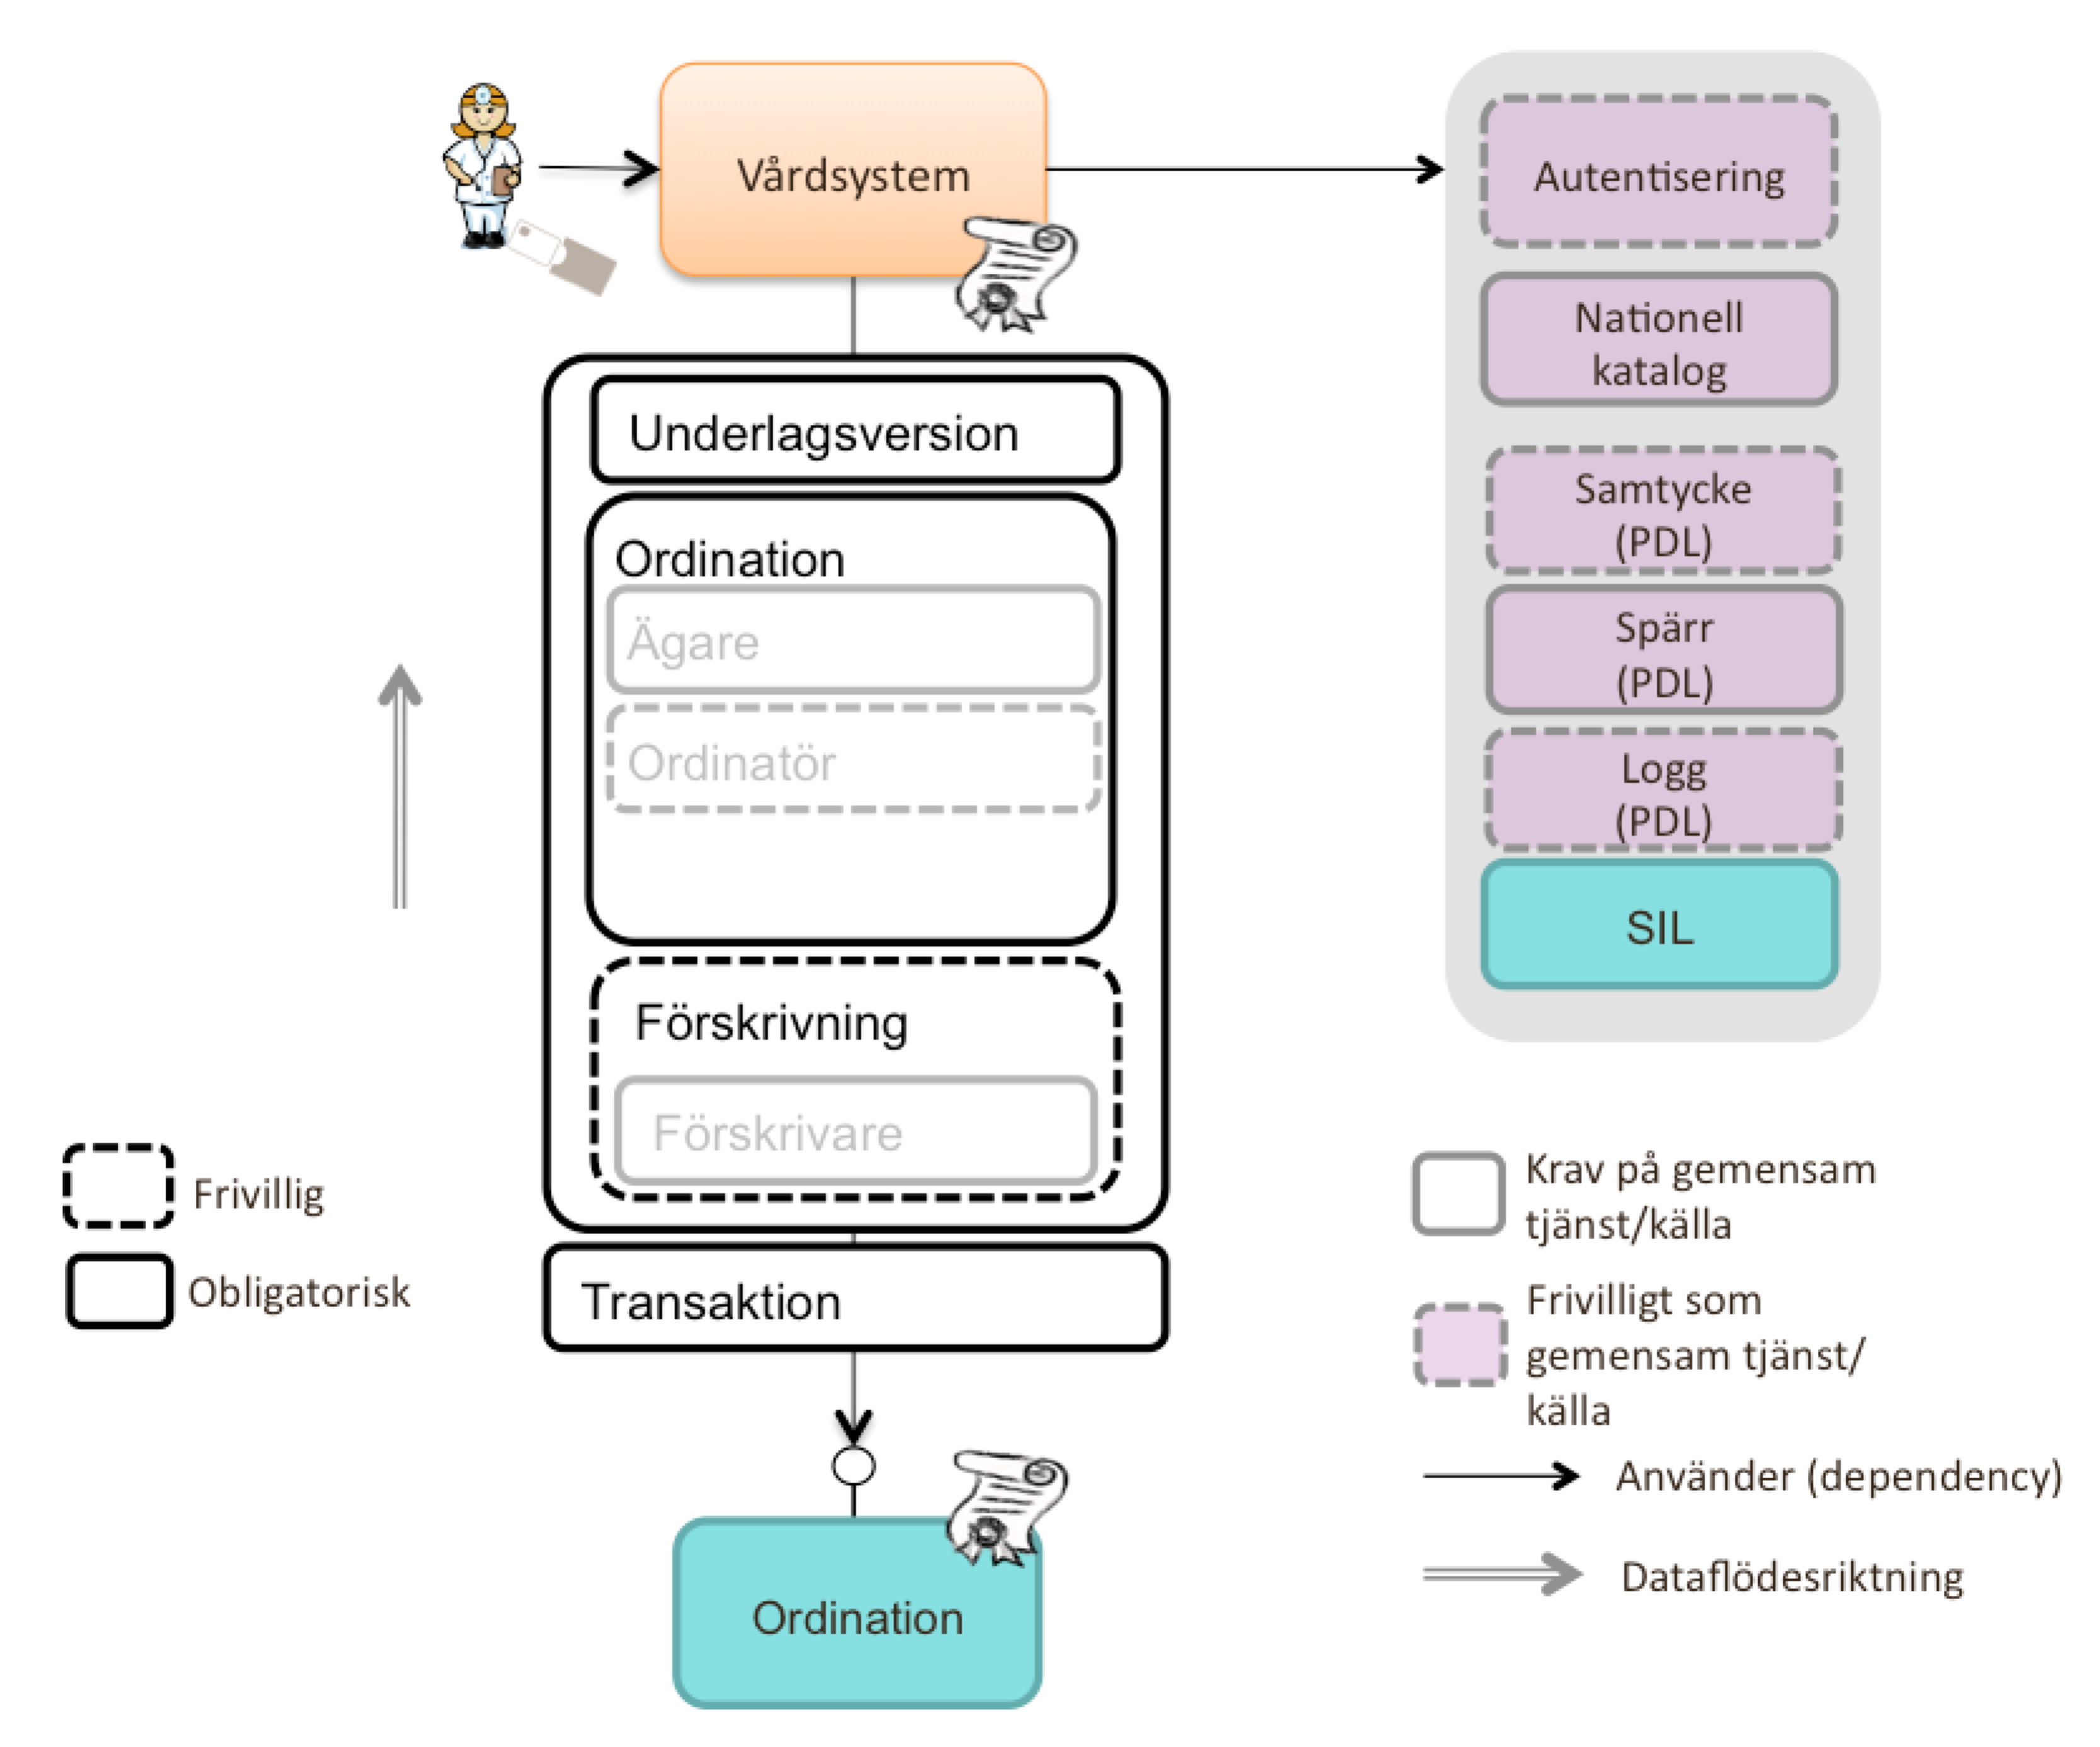 Vårdsystem
Autentisering
Nationell
katalog
Samtycke
(PDL)
Spärr
(PDL)
Logg
(PDL)
SIL
Underlagsversion
Ordination
Ägare
Ordinatör
Förskrivning
Förskrivare
Transaktion
Ordination
Frivillig
Obligatorisk
Krav på gemensam
tjänst/källa
Frivilligt som
gemensam tjänst/
källa
Använder (dependency)
Dataflödesriktning